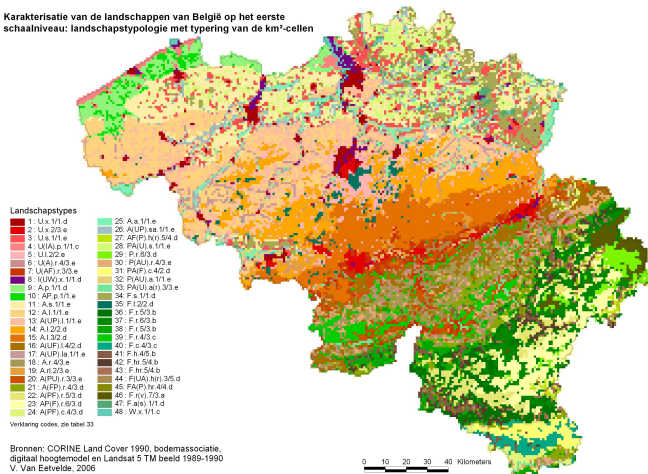 Karakterisatie van de landschappen van België op het eerste
schaalniveau: landschapstypologie met typering van de km²-cellen
Landschapstypes
1 : U.x.1/1.d
2 : U.x.2/3.e
3 : U.s.1/1.e
4 : U(IA).p.1/1.c
5 : U.l.2/2.e
6 : U(A).r.4/3.e
7: U(AF).r.3/3.e
8 : I(UW).x.1/1.d
9 : A.p.1/1.d
10 : AP.p.1/1.e
11 : A.s.1/1.e
12 : A.l.1/1.e
13 : A(UP).l.1/1.e
14 : A.l.2/2.d
15 : A.l.3/2.d
16 : A(UF).l.4/2.d
17 : A(UP).la.1/1.e
18 : A.r.4/3.e
19 : A.rl.2/3.e
20 : A(PU).r.3/3.e
21 : A(FP).r.4/3.d
22 : A(PF).r.5/3.d
23 : AP(F).r.6/3.d
24 : A(PF).c.4/3.d
25: A.a.1/1.e
26: A(UP).sa.1/1.e
27: AF(P).h(r).5/4.d
28: PA(U).s.1/1.e
29 : P.r.6/3.d
30 : P(AU).r.4/3.e
31: PA(F).c.4/2.d
32: P(AU).a.1/1.e
33: PA(U).a(r).3/3.e
34: F.s.1/1.d
35: F.l.2/2.d
36 : F.r.5/3.b
37 : F.r.6/3.b
38 : F.r.5/3.b
39 : F.r.4/3.c
40 : F.c.4/3.c
41: F.h.4/5.b
42: F.hr.5/4.b
43 : F.hr.5/4.b
44 : F(UA).h(r).3/5.d
45: FA(P).hr.4/4.d
46 : F.r(v).7/3.a
47: F.a(s).1/1.d
48 : W.x.1/1.c
Verklaring codes, zie tabel 33
Bronnen: CORINE Land Cover 1990, bodemassociatie,
digitaal hoogtemodel en Landsat 5 TM beeld 1989-1990
V. Van Eetvelde, 2006
0 10 20 30 40 Kilometers